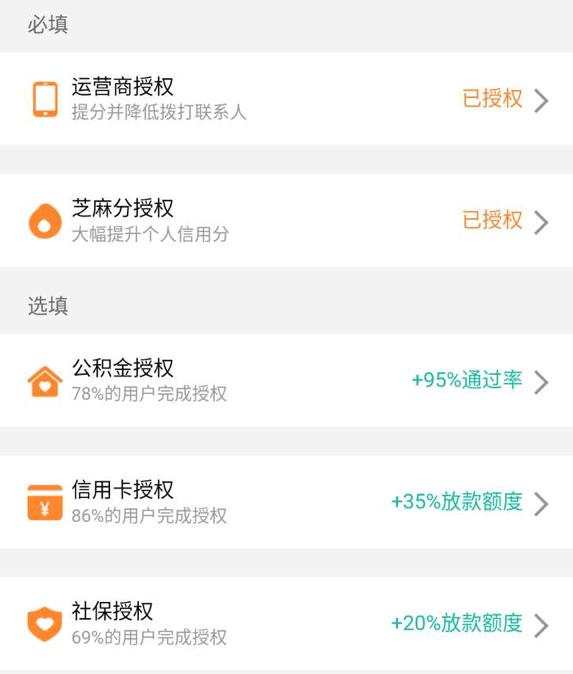 必填
运营商授权
提分并降低拨打联系人
已授权
芝麻分授权
大幅提升个人信用分
已授权
选填
公积金授权
78%的用户完成授权
+95%通过率
信用卡授权
86%的用户完成授权
+35%放款额度
¥
社保授权
69%的用户完成授权
+20%放款额度